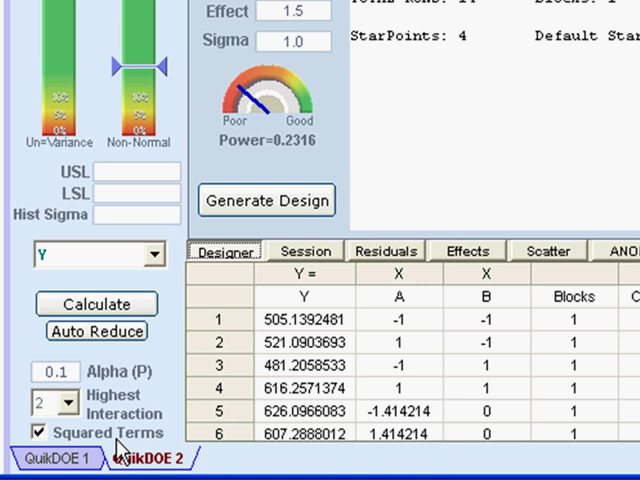 Effect 1.5
Sigma 1.0
StarPoints: 4 Default Star
10% 10%
5% 5%
0% 0%
Un=Variance Non-Normal
Poor Good
Power=0.2316
USL
LSL
Hist Sigma
Generate Design
Y
Calculate
Auto Reduce
0.1 Alpha (P)
2 Highest Interaction
Squared Terms
Designer Session Residuals Effects Scatter
Y = X X
Y A B Blocks
1 505.1392481 -1 -1 1
2 521.0903693 1 -1 1
3 481.2058533 -1 1 1
4 616.2571374 1 1 1
5 626.0966083 -1.414214 0 1
6 607.2888012 1.414214 0 1
QuikDOE 1 QuikDOE 2